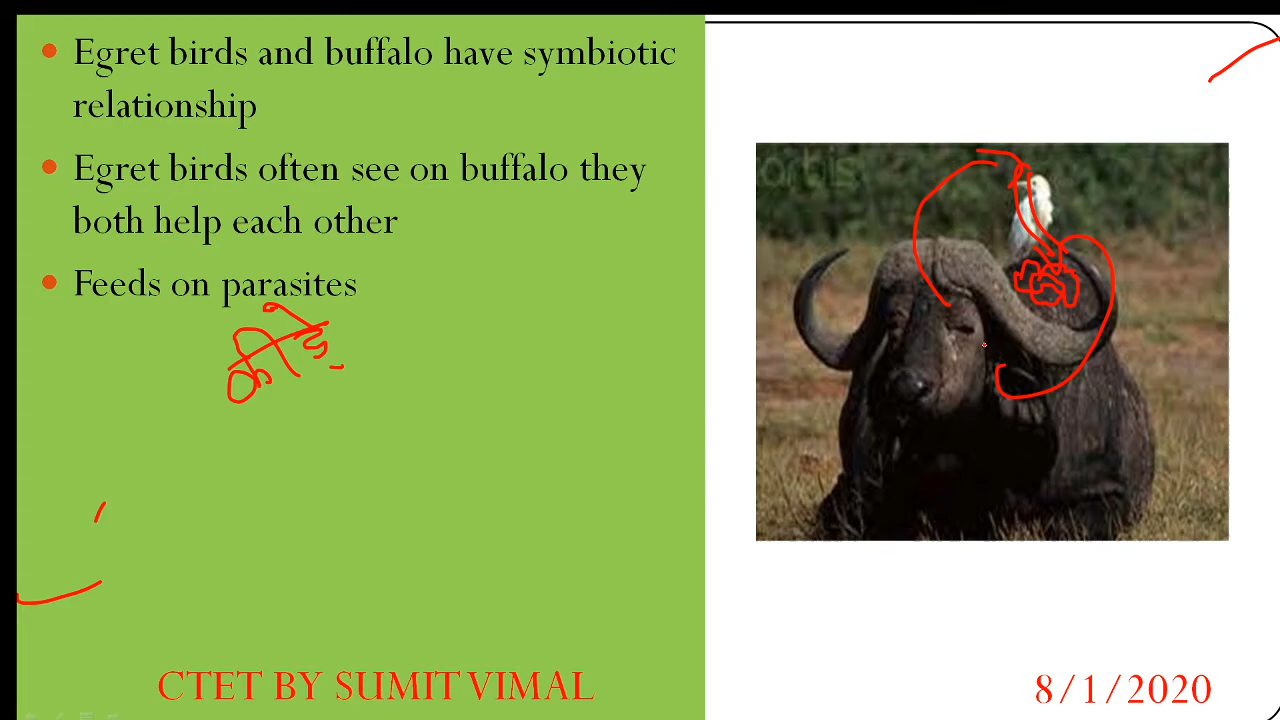 Egret birds and buffalo have symbiotic
relationship
Egret birds often see on buffalo they
both help each other
Feeds on parasites
CTET BY SUMIT VIMAL
8/1/2020